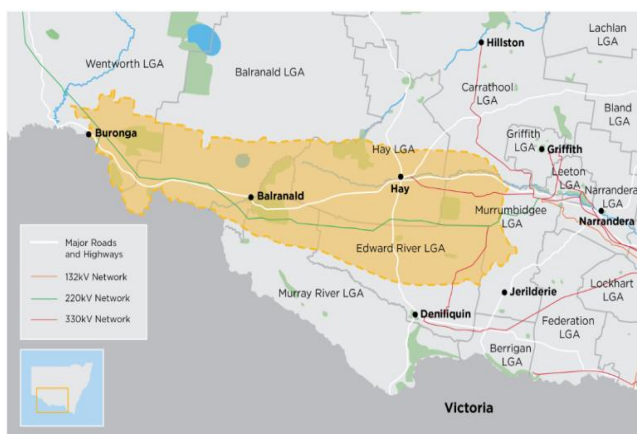 Lachlan
LGA
Hillston
Wentworth LGA
Balranald LGA
Carrathool
LGA
Bland
LGA
Buronga
Griffith
LGA
Griffith
Hay LGA
Leeton
LGA
Hay
Narrandera
LGA
Balranald
Murrumbidgee
LGA
Narrandera
Edward River LGA
Major Roads
and Highways
132kV Network
220kV Network
330kV Network
Murray River LGA
Lockhart
LGA
Jerilderie
Deniliquin
Federation
LGA
Berrigan
LGA
Victoria